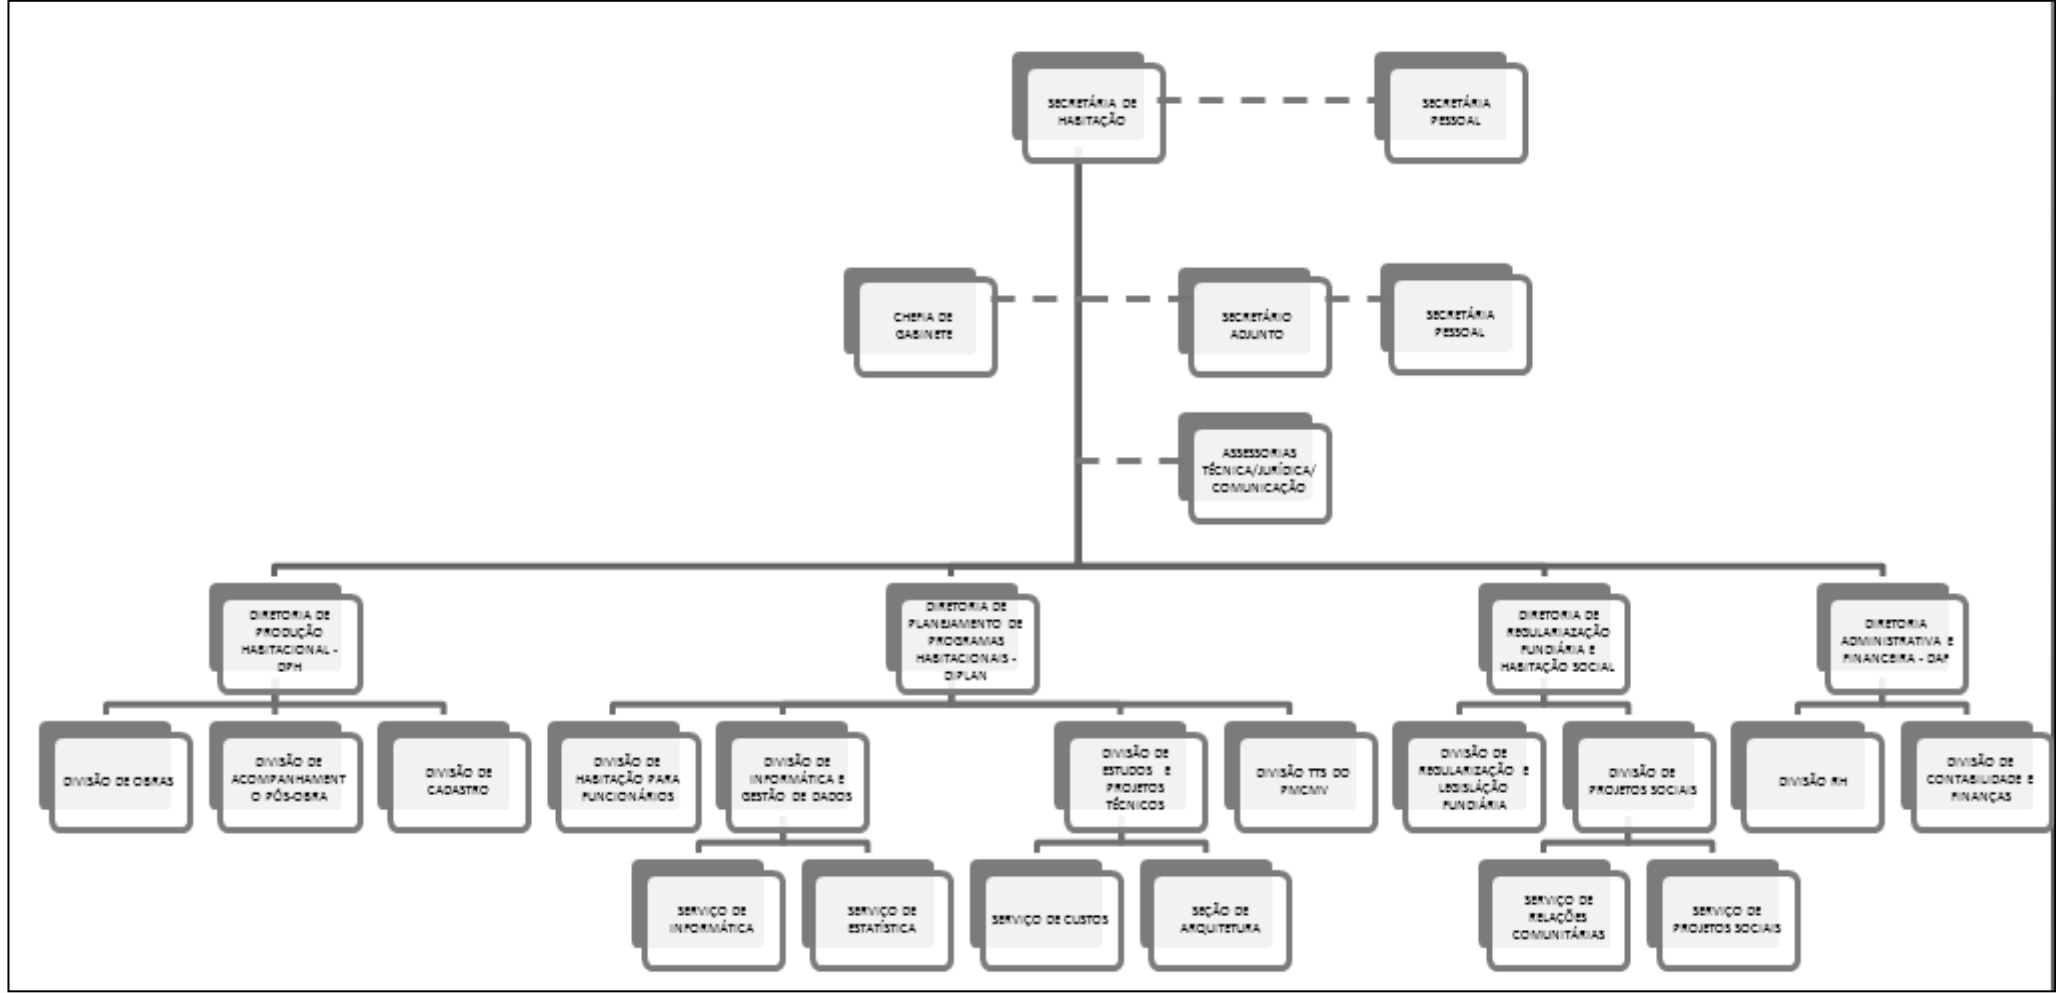 SECRETÁRIA DE
HABITAÇÃO
SECRETÁRIA
PESSOAL
CHEFIA DE
GABINETE
SECRETÁRIO
ADJUNTO
SECRETÁRIA
PESSOAL
ASSESSORIAS
TÉCNICA/JURÍDICA/
COMUNICAÇÃO
DIRETORIA DE
PRODUÇÃO
HABITACIONAL -
DPH
DIRETORIA DE
PLANEJAMENTO DE
PROGRAMAS
HABITACIONAIS -
DIPLAN
DIRETORIA DE
REGULARIAZAÇÃO
FUNDIÁRIA E
HABITAÇÃO SOCIAL
DIRETORIA
ADMINISTRATIVA E
FINANCEIRA - DAF
DIVISÃO DE OBRAS
DIVISÃO DE
ACOMPANHAMENT
O PÓS-OBRA
DIVISÃO DE
CADASTRO
DIVISÃO DE
HABITAÇÃO PARA
FUNCIONÁRIOS
DIVISÃO DE
INFORMÁTICA E
GESTÃO DE DADOS
DIVISÃO DE
ESTUDOS E
PROJETOS
TÉCNICOS
DIVISÃO TTS DO
PMCMV
DIVISÃO DE
REGULARIZAÇÃO E
LEGISLÇÃO
FUNDIÁRIA
DIVISÃO DE
PROJETOS SOCIAIS
DIVISÃO RH
DIVISÃO DE
CONTABILIDADE E
FINANÇAS
SERVIÇO DE
INFORMÁTICA
SERVIÇO DE
ESTATÍSTICA
SERVIÇO DE CUSTOS
SEÇÃO DE
ARQUITETURA
SERVIÇO DE
RELAÇÕES
COMUNITÁRIAS
SERVIÇO DE
PROJETOS SOCIAIS